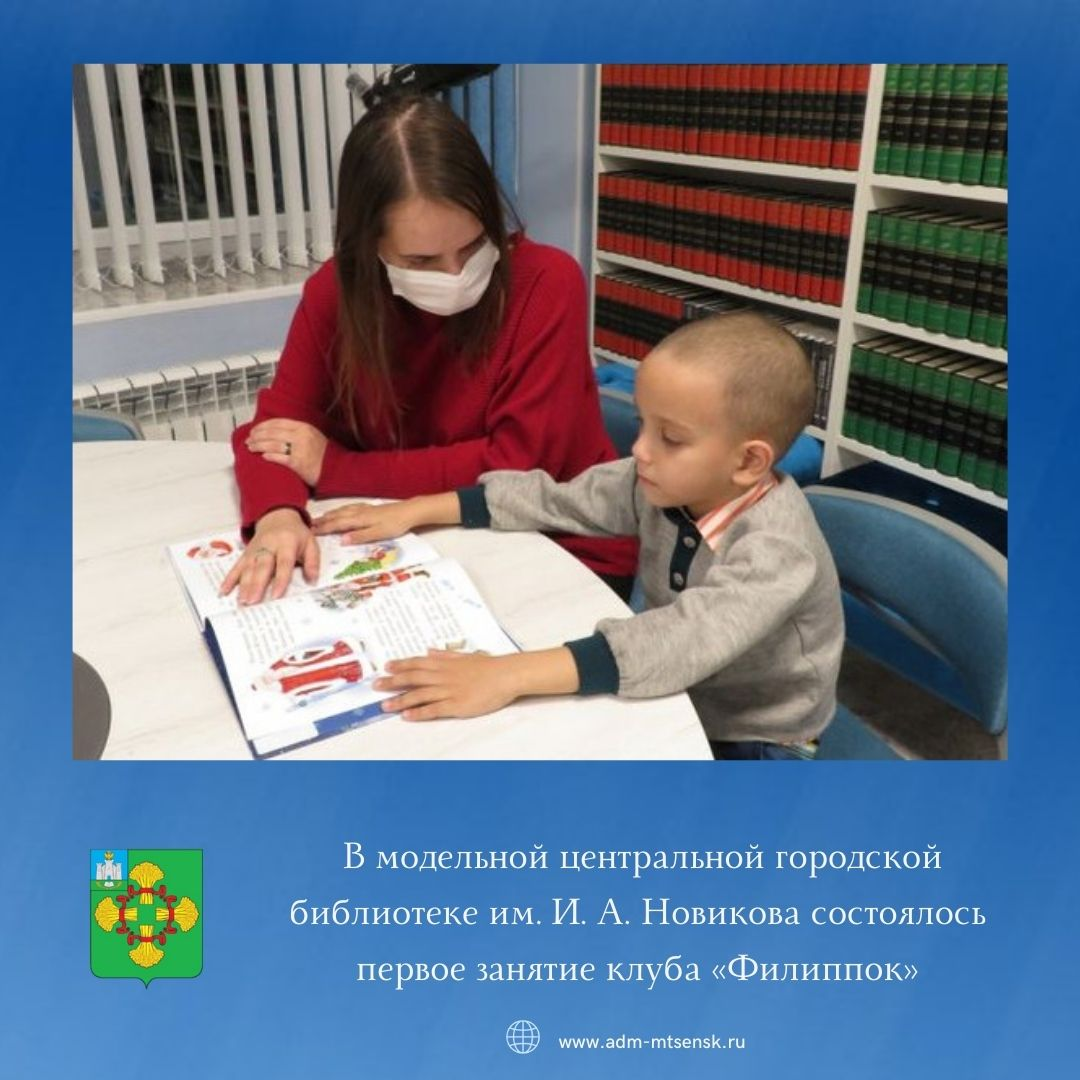 В модельной центральной городской
библиотеке им. И. А. Новикова состоялось
первое занятие клуба «Филиппок»
www.adm-mtsensk.ru